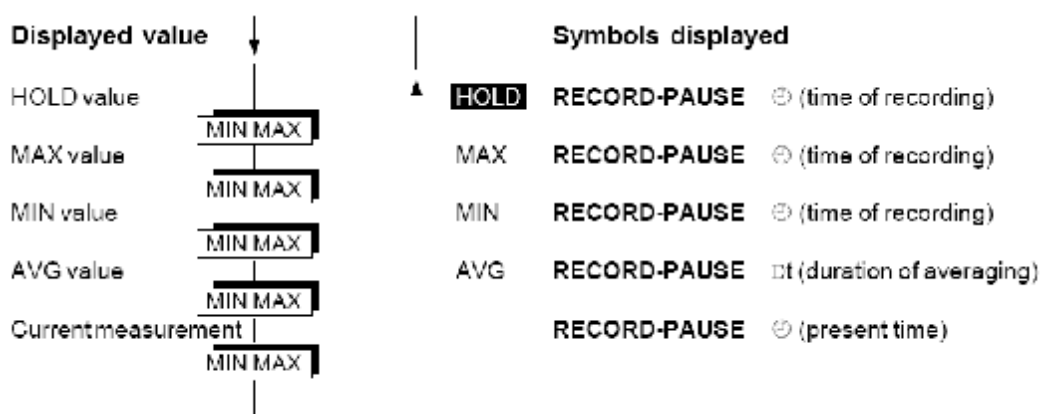 Displayed value Symbols displayed
HOLD value HOLD RECORD-PAUSE (time of recording)
MIN MAX
MAX value MAX RECORD-PAUSE (time of recording)
MIN MAX
MIN value MIN RECORD-PAUSE (time of recording)
MIN MAX
AVG value AVG RECORD-PAUSE t (duration of averaging)
MIN MAX
Current measurement RECORD-PAUSE (present time)
MIN MAX